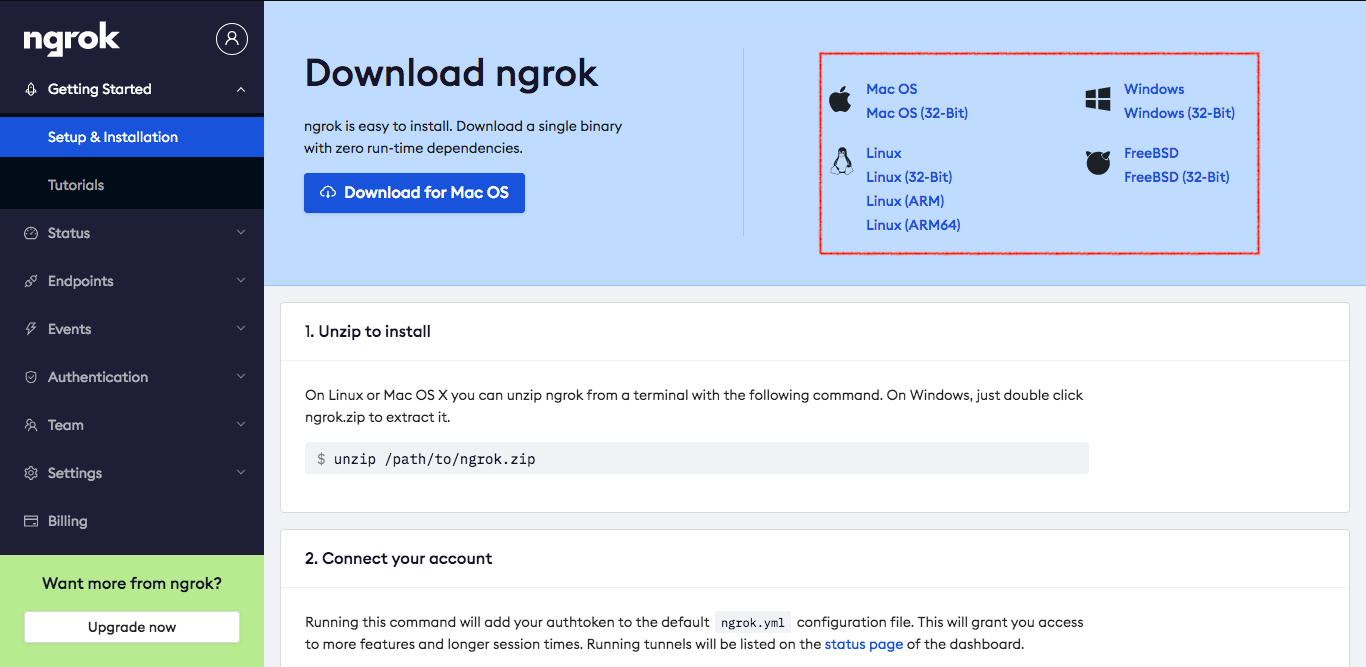 ngrok
Getting Started
Setup & Installation
Tutorials
Status
Endpoints
Events
Authentication
Team
Settings
Billing
Want more from ngrok?
Upgrade now
Download ngrok
ngrok is easy to install. Download a single binary
with zero run-time dependencies.
Download for Mac OS
Mac OS
Mac OS (32-Bit)
Linux
Linux (32-Bit)
Linux (ARM)
Linux (ARM64)
Windows
Windows (32-Bit)
FreeBSD
FreeBSD (32-Bit)
1. Unzip to install
On Linux or Mac OS X you can unzip ngrok from a terminal with the following command. On Windows, just double click
ngrok.zip to extract it.
$ unzip /path/to/ngrok.zip
2. Connect your account
Running this command will add your authtoken to the default ngrok.yml configuration file. This will grant you access
to more features and longer session times. Running tunnels will be listed on the status page of the dashboard.